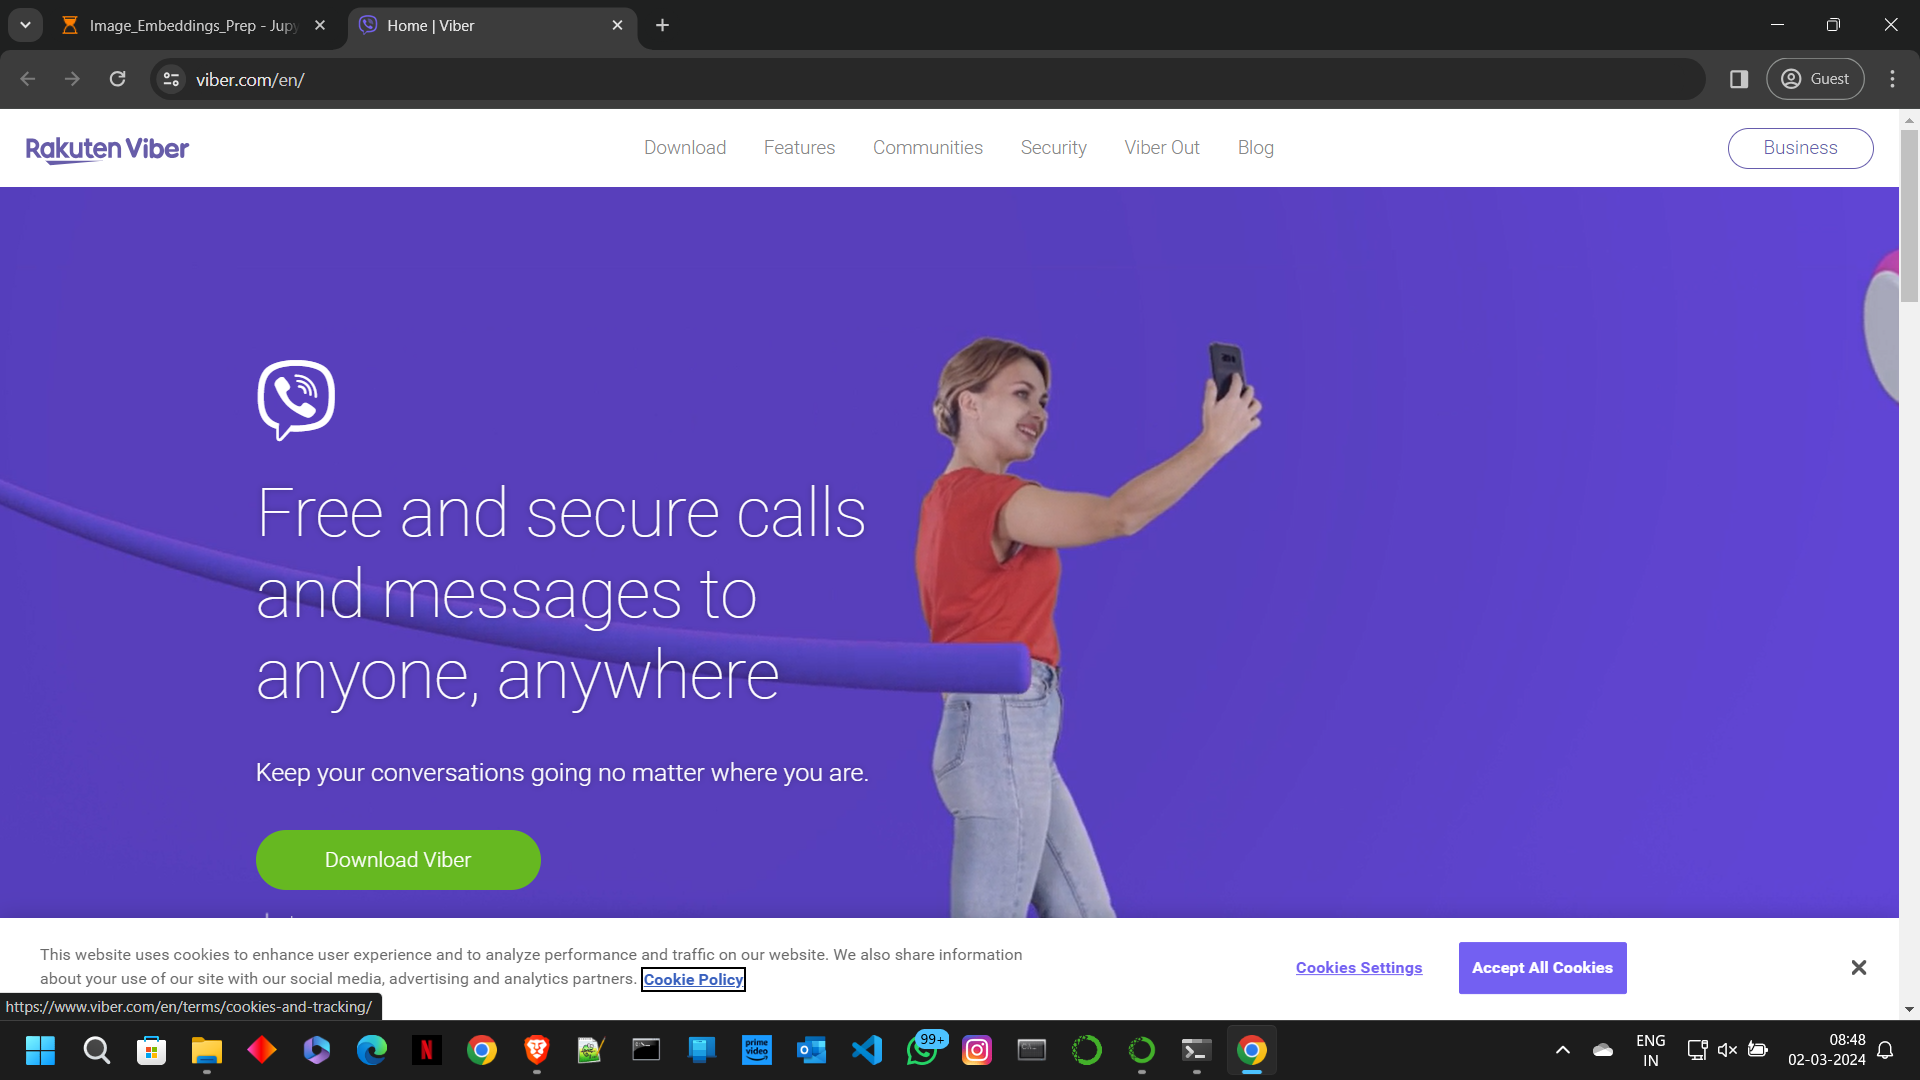 Image_Embeddings_Prep - Jupy
Home | Viber
viber.com/en/
Guest
Rakuten Viber
Download
Features
Communities
Security
Viber Out
Blog
Business
Free and secure calls
and messages to
anyone, anywhere
Keep your conversations going no matter where you are.
Download Viber
This website uses cookies to enhance user experience and to analyze performance and traffic on our website. We also share information
about your use of our site with our social media, advertising and analytics partners. Cookie Policy
Cookies Settings
Accept All Cookies
https://www.viber.com/en/terms/cookies-and-tracking/
prime
video
99+
ENG
IN
08:48
02-03-2024